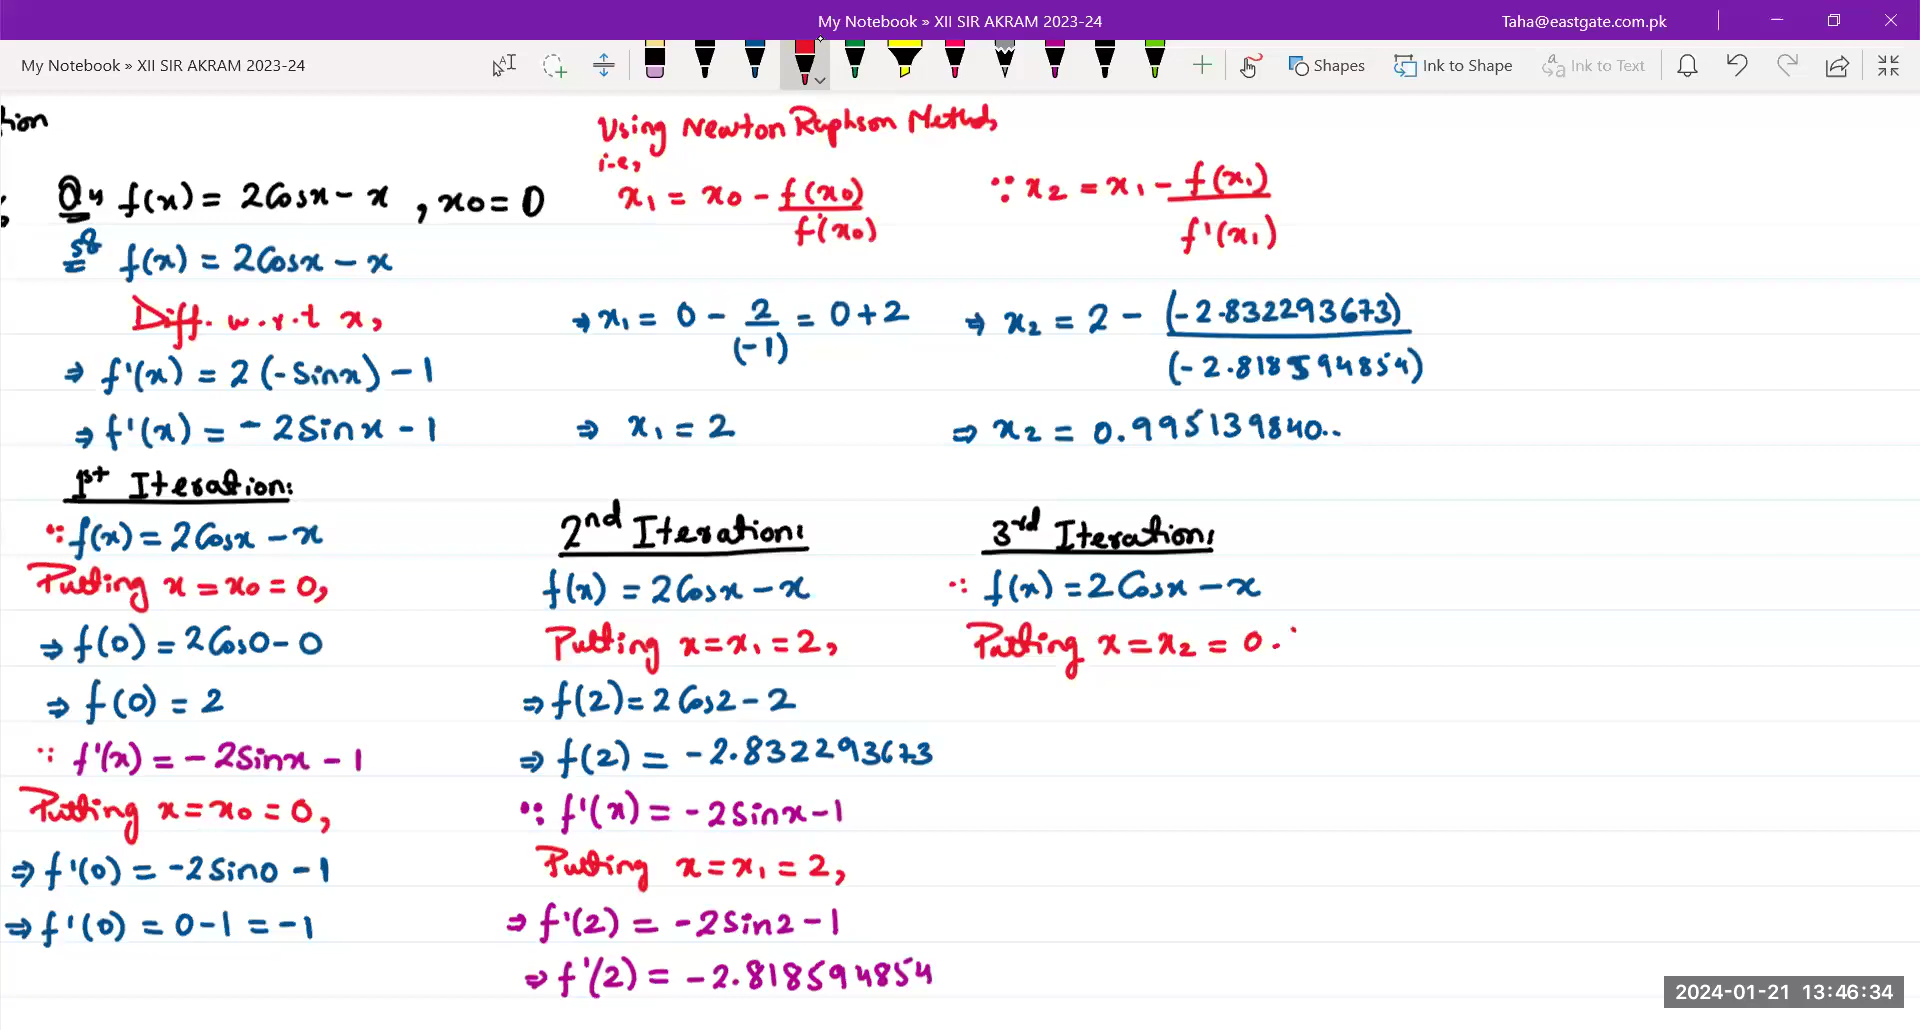 My Notebook » XII SIR AKRAM 2023-24
Taha@eastgate.com.pk
My Notebook » XII SIR AKRAM 2023-24
Shapes
Ink to Shape
Ink to Text
tion
Q4 f(x) = 2Cosx - x , x0 = 0
f(x) = 2Cosx - x
Diff. w.r.t x,
⇒ f'(x) = 2(-Sinx) - 1
⇒ f'(x) = -2Sinx - 1
1st Iteration:
∵ f(x) = 2Cosx - x
Putting x = x0 = 0,
⇒ f(0) = 2Cos0 - 0
⇒ f(0) = 2
∵ f'(x) = -2Sinx - 1
Putting x = x0 = 0,
⇒ f'(0) = -2Sin0 - 1
⇒ f'(0) = 0 - 1 = -1
Using Newton Raphson Method,
i.e,
x1 = x0 - f(x0)
f'(x0)
⇒ x1 = 0 - 2 = 0 + 2
(-1)
⇒ x1 = 2
2nd Iteration:
f(x) = 2Cosx - x
Putting x = x1 = 2,
⇒ f(2) = 2Cos2 - 2
⇒ f(2) = -2.832293673
∵ f'(x) = -2Sinx - 1
Putting x = x1 = 2,
⇒ f'(2) = -2Sin2 - 1
⇒ f'(2) = -2.818594854
∵ x2 = x1 - f(x1)
f'(x1)
⇒ x2 = 2 - (-2.832293673)
(-2.818594854)
⇒ x2 = 0.995139840..
3rd Iteration:
∵ f(x) = 2Cosx - x
Putting x = x2 = 0.
2024-01-21 13:46:34